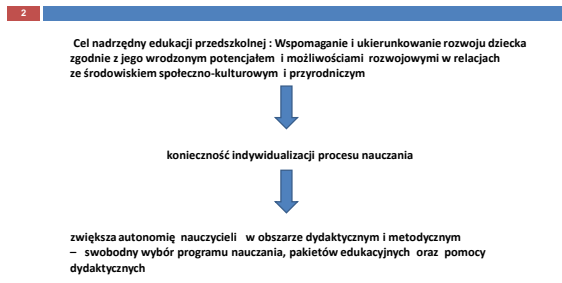 2
Cel nadrzędny edukacji przedszkolnej : Wspomaganie i ukierunkowanie rozwoju dziecka
zgodnie z jego wrodzonym potencjałem i możliwościami rozwojowymi w relacjach
ze środowiskiem społeczno-kulturowym i przyrodniczym
konieczność indywidualizacji procesu nauczania
zwiększa autonomię nauczycieli w obszarze dydaktycznym i metodycznym
– swobodny wybór programu nauczania, pakietów edukacyjnych oraz pomocy
dydaktycznych